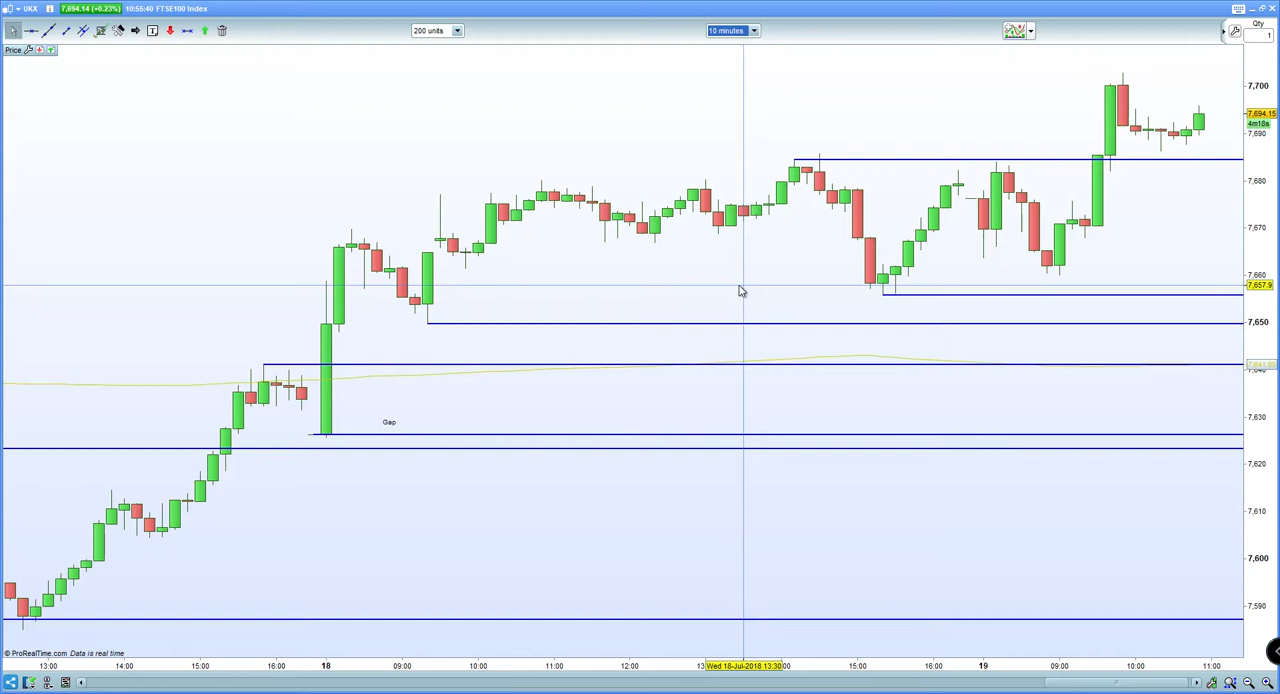 UKX 7,694.14 (+0.23%) 10:55:40 FTSE100 Index
Qty
200 units 10 minutes 1
Price
7,700
7,694.15
4m18s
7,690
7,680
7,670
7,660
7,657.9
7,650
7,640
7,630
Gap
7,620
7,610
7,600
7,590
© ProRealTime.com Data is real time
13:00 14:00 15:00 16:00 18 09:00 10:00 11:00 12:00 Wed 18-Jul-2018 13:30 15:00 16:00 19 09:00 10:00 11:00